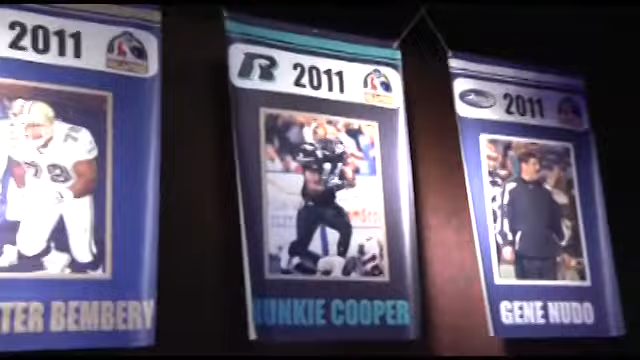 2011
TER BEMBERY
R 2011
UNKIE COOPER
2011
GENE NUDO